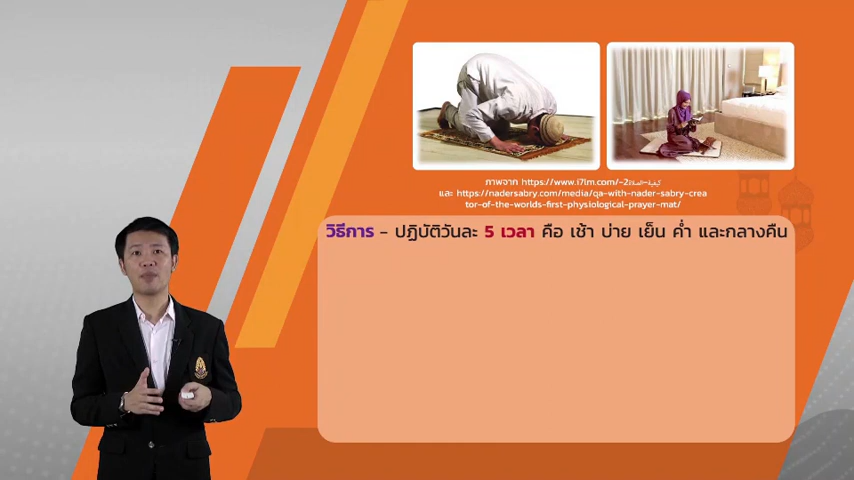 ภาพจาก https://www.i7lm.com/~2كيفية-الصلاة
และ https://nadersabry.com/media/qa-with-nader-sabry-crea
tor-of-the-worlds-first-physiological-prayer-mat/
วิธีการ - ปฏิบัติวันละ 5 เวลา คือ เช้า บ่าย เย็น ค่ำ และกลางคืน